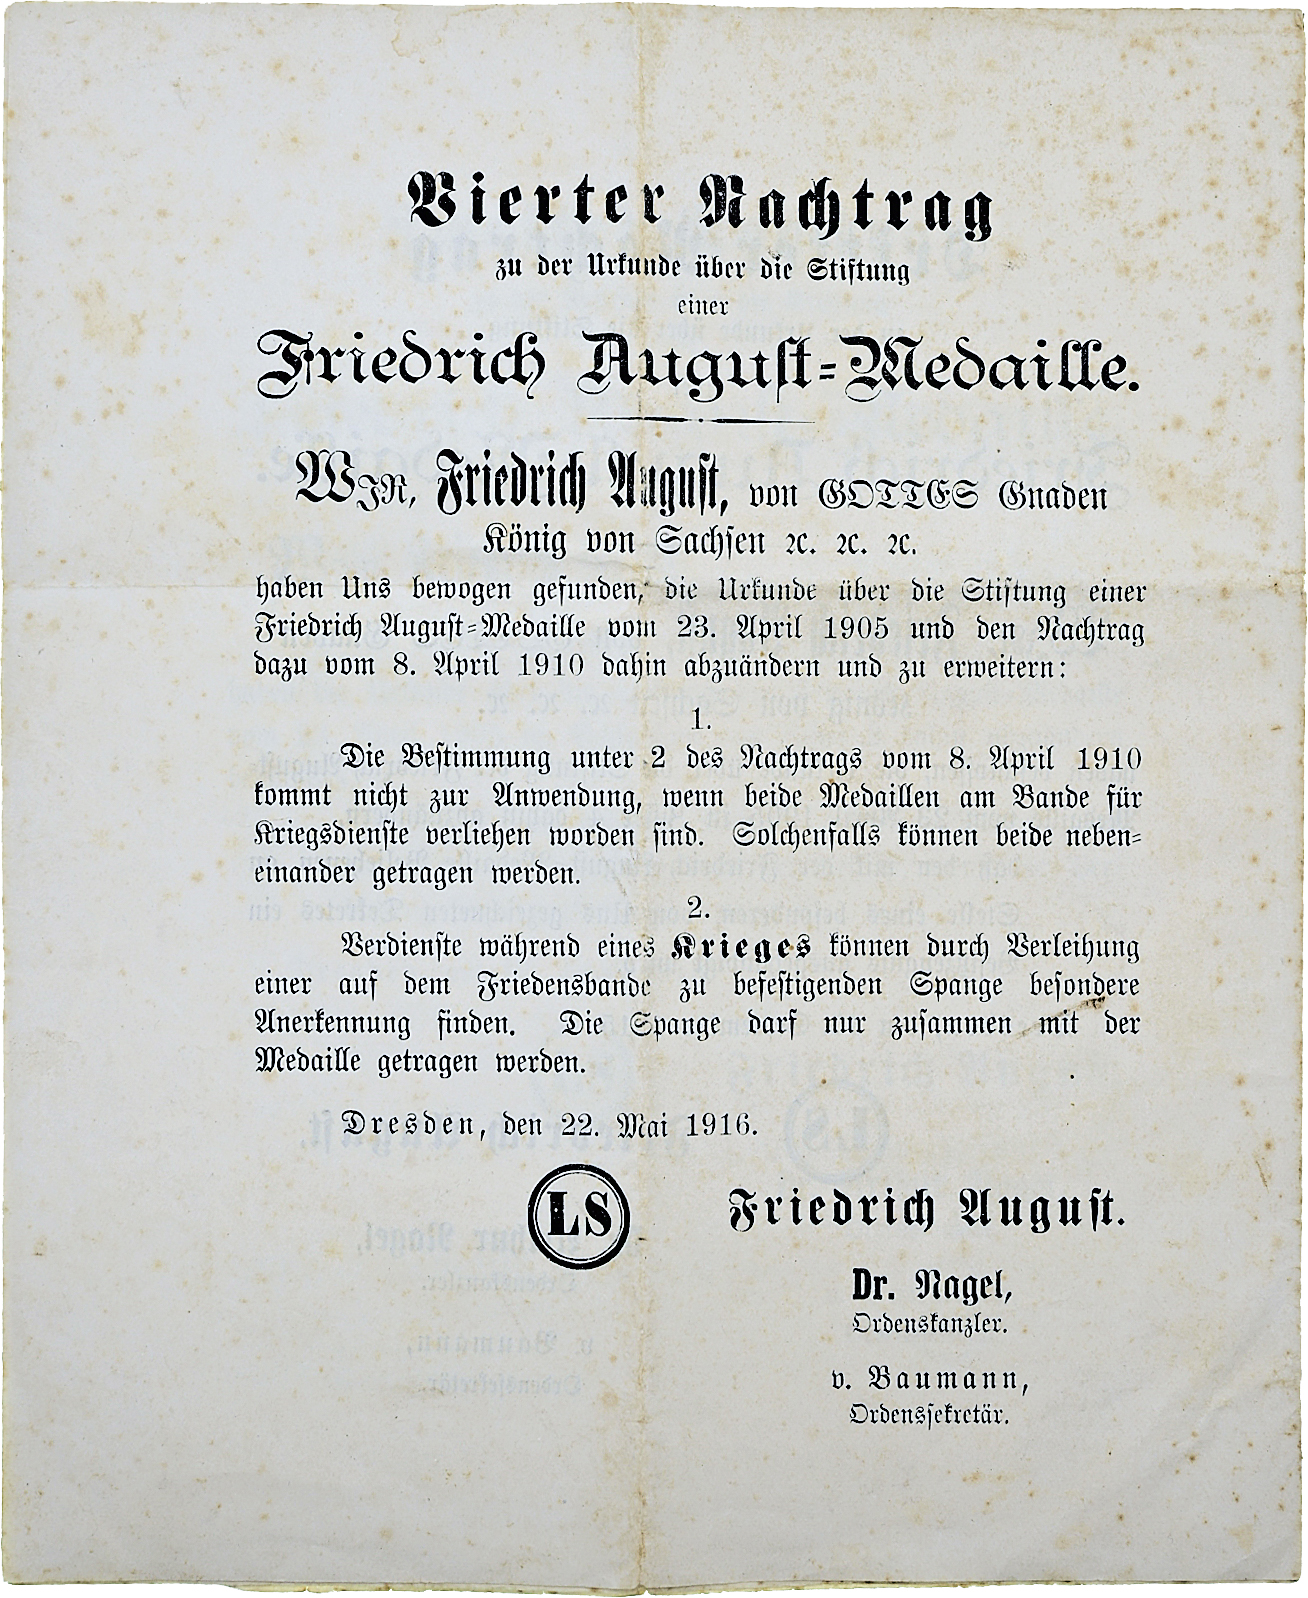 Vierter Nachtrag
zu der Urkunde über die Stiftung
einer
Friedrich August=Medaille.
WIR, Friedrich August, von GOTTES Gnaden
König von Sachsen ꝛc. ꝛc. ꝛc.
haben Uns bewogen gefunden, die Urkunde über die Stiftung einer
Friedrich August=Medaille vom 23. April 1905 und den Nachtrag
dazu vom 8. April 1910 dahin abzuändern und zu erweitern:
1.
Die Bestimmung unter 2 des Nachtrags vom 8. April 1910
kommt nicht zur Anwendung, wenn beide Medaillen am Bande für
Kriegsdienste verliehen worden sind. Solchenfalls können beide neben=
einander getragen werden.
2.
Verdienste während eines Krieges können durch Verleihung
einer auf dem Friedensbande zu befestigenden Spange besondere
Anerkennung finden. Die Spange darf nur zusammen mit der
Medaille getragen werden.
Dresden, den 22. Mai 1916.
LS
Friedrich August.
Dr. Nagel,
Ordenskanzler.
v. Baumann,
Ordenssekretär.